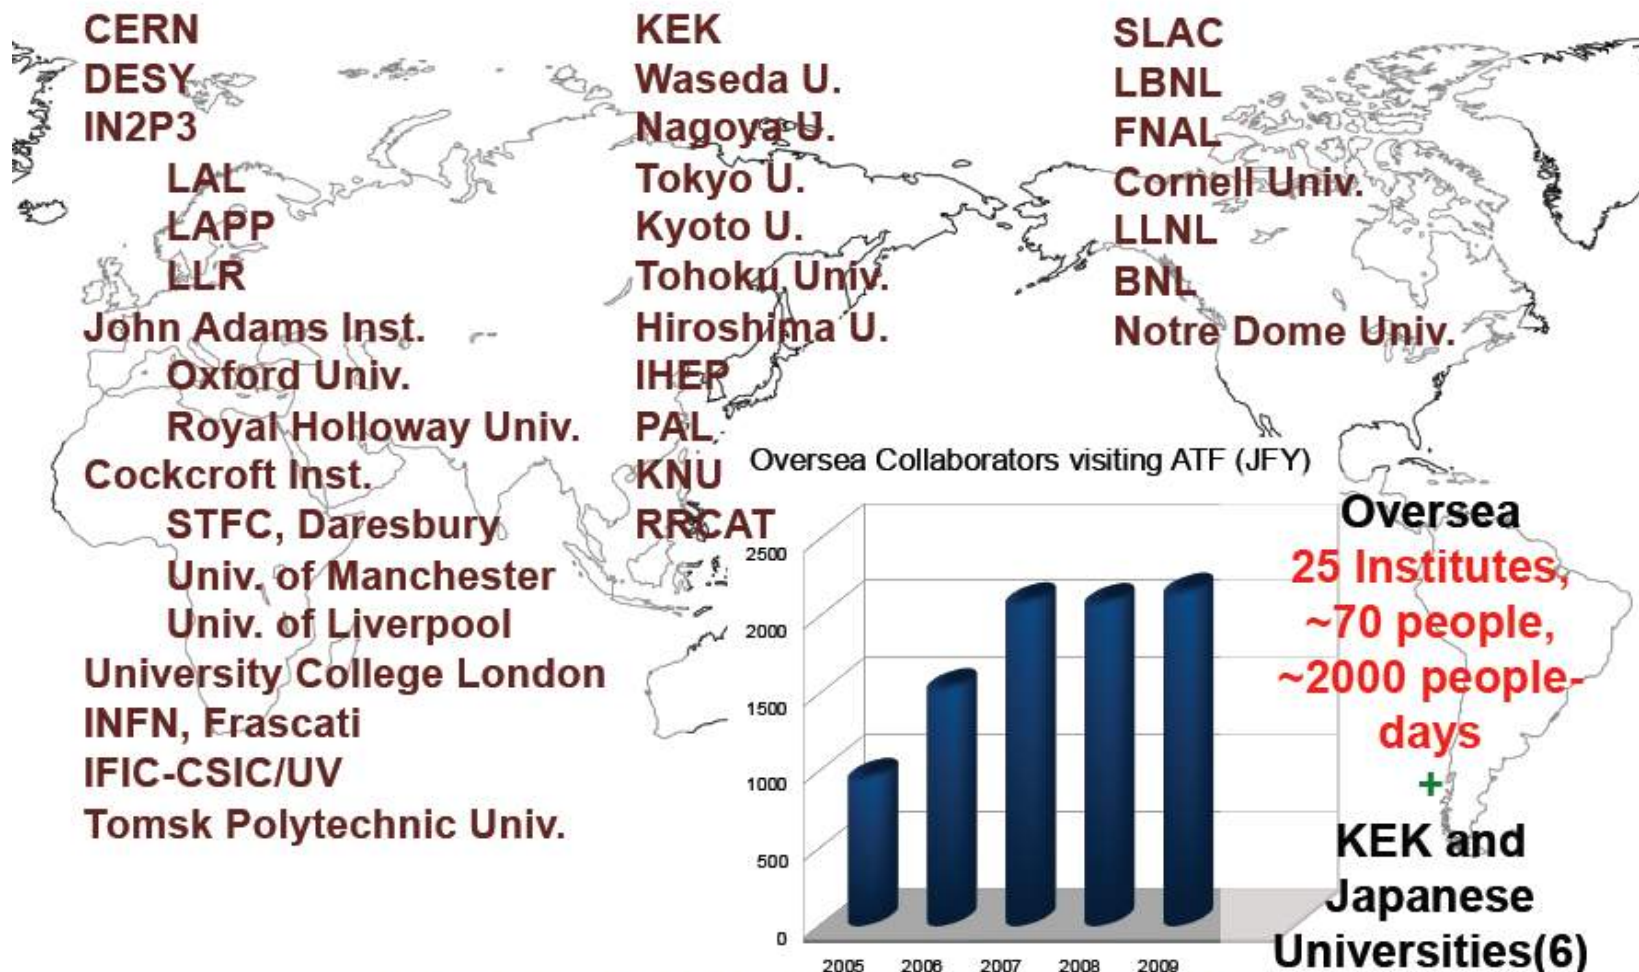 CERN
DESY
IN2P3
LAL
LAPP
LLR
John Adams Inst.
Oxford Univ.
Royal Holloway Univ.
Cockcroft Inst.
STFC, Daresbury
Univ. of Manchester
Univ. of Liverpool
University College London
INFN, Frascati
IFIC-CSIC/UV
Tomsk Polytechnic Univ.
KEK
Waseda U.
Nagoya U.
Tokyo U.
Kyoto U.
Tohoku Univ.
Hiroshima U.
IHEP
PAL
KNU
RRCAT
SLAC
LBNL
FNAL
Cornell Univ.
LLNL
BNL
Notre Dome Univ.
Oversea Collaborators visiting ATF (JFY)
2500
2000
1500
1000
500
0
2005 2006 2007 2008 2009
Oversea
25 Institutes,
~70 people,
~2000 people-
days
+
KEK and
Japanese
Universities(6)